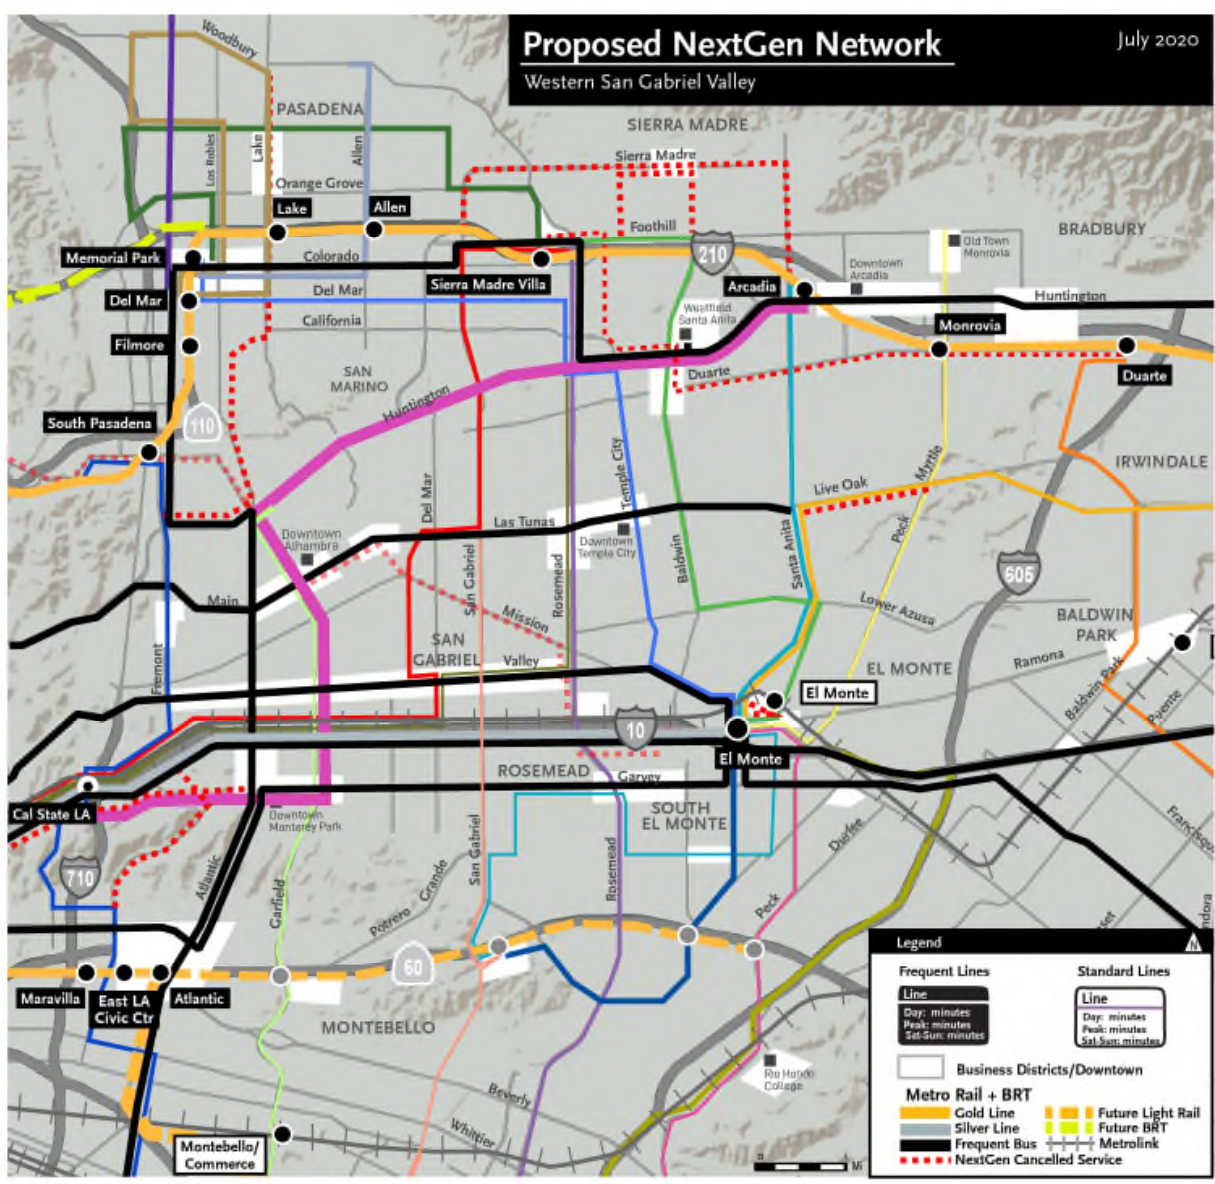 Proposed NextGen Network
July 2020
Western San Gabriel Valley
Woodbury
PASADENA
SIERRA MADRE
Los Robles
Lake
Allen
Sierra Madre
Orange Grove
Lake
Allen
Foothill
BRADBURY
Memorial Park
Colorado
210
Old Town
Monrovia
Downtown
Arcadia
Sierra Madre Villa
Arcadia
Del Mar
Del Mar
Huntington
Westfield
Santa Anita
California
Monrovia
Filmore
SAN
MARINO
Duarte
Duarte
Huntington
South Pasadena
110
Temple City
Myrtle
IRWINDALE
Del Mar
Live Oak
Las Tunas
Downtown
Alhambra
Downtown
Temple City
Peck
Santa Anita
Baldwin
San Gabriel
Rosemead
605
Main
Mission
Lower Azusa
BALDWIN
PARK
SAN
GABRIEL
Valley
Fremont
EL MONTE
Ramona
El Monte
Baldwin Park
Puente
10
El Monte
ROSEMEAD
Garvey
Cal State LA
Downtown
Monterey Park
SOUTH
EL MONTE
Durfee
Francisqu
710
Atlantic
Garfield
San Gabriel
Rosemead
Potrero Grande
Peck
set
ndora
60
Maravilla
East LA
Civic Ctr
Atlantic
MONTEBELLO
Rio Hondo
College
Beverly
Whittier
Montebello/
Commerce
Mi
Legend
N
Frequent Lines
Standard Lines
Line
Day: minutes
Peak: minutes
Sat-Sun: minutes
Line
Day: minutes
Peak: minutes
Sat-Sun: minutes
Business Districts/Downtown
Metro Rail + BRT
Gold Line
Future Light Rail
Silver Line
Future BRT
Frequent Bus
Metrolink
NextGen Cancelled Service